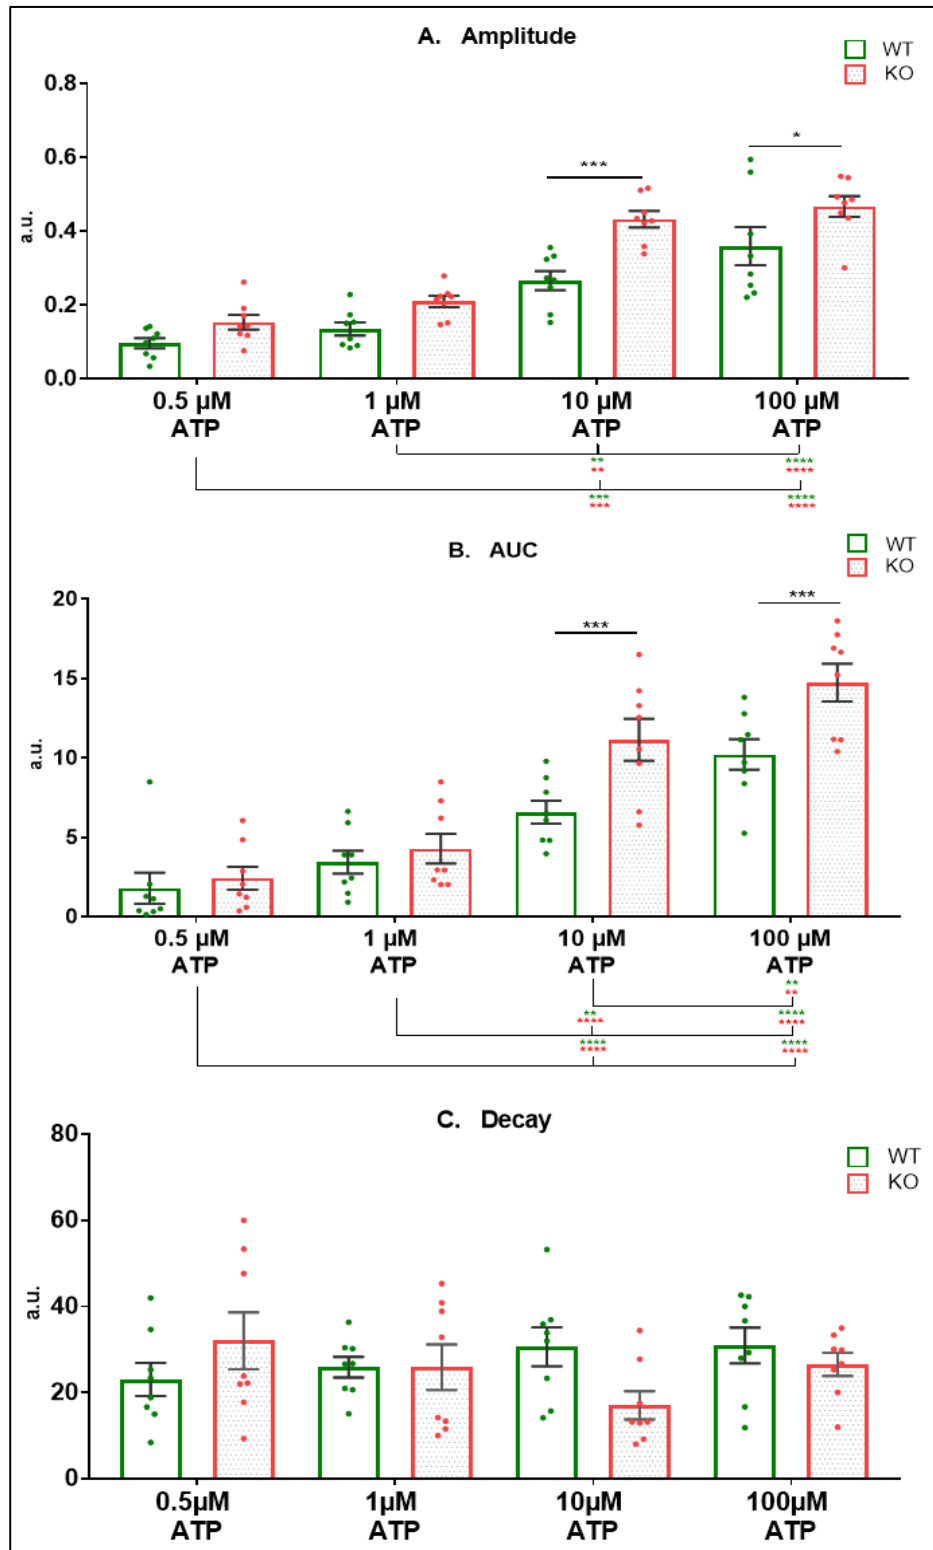 A. Amplitude
WT
KO
0.8
0.6
0.4
0.2
0.0
a.u.
***
*
0.5 µM
ATP
1 µM
ATP
10 µM
ATP
100 µM
ATP
**
**
****
****
***
***
****
****
B. AUC
WT
KO
20
15
10
5
0
a.u.
***
***
0.5 µM
ATP
1 µM
ATP
10 µM
ATP
100 µM
ATP
**
**
**
****
****
****
****
****
****
****
C. Decay
WT
KO
80
60
40
20
0
a.u.
0.5µM
ATP
1µM
ATP
10µM
ATP
100µM
ATP